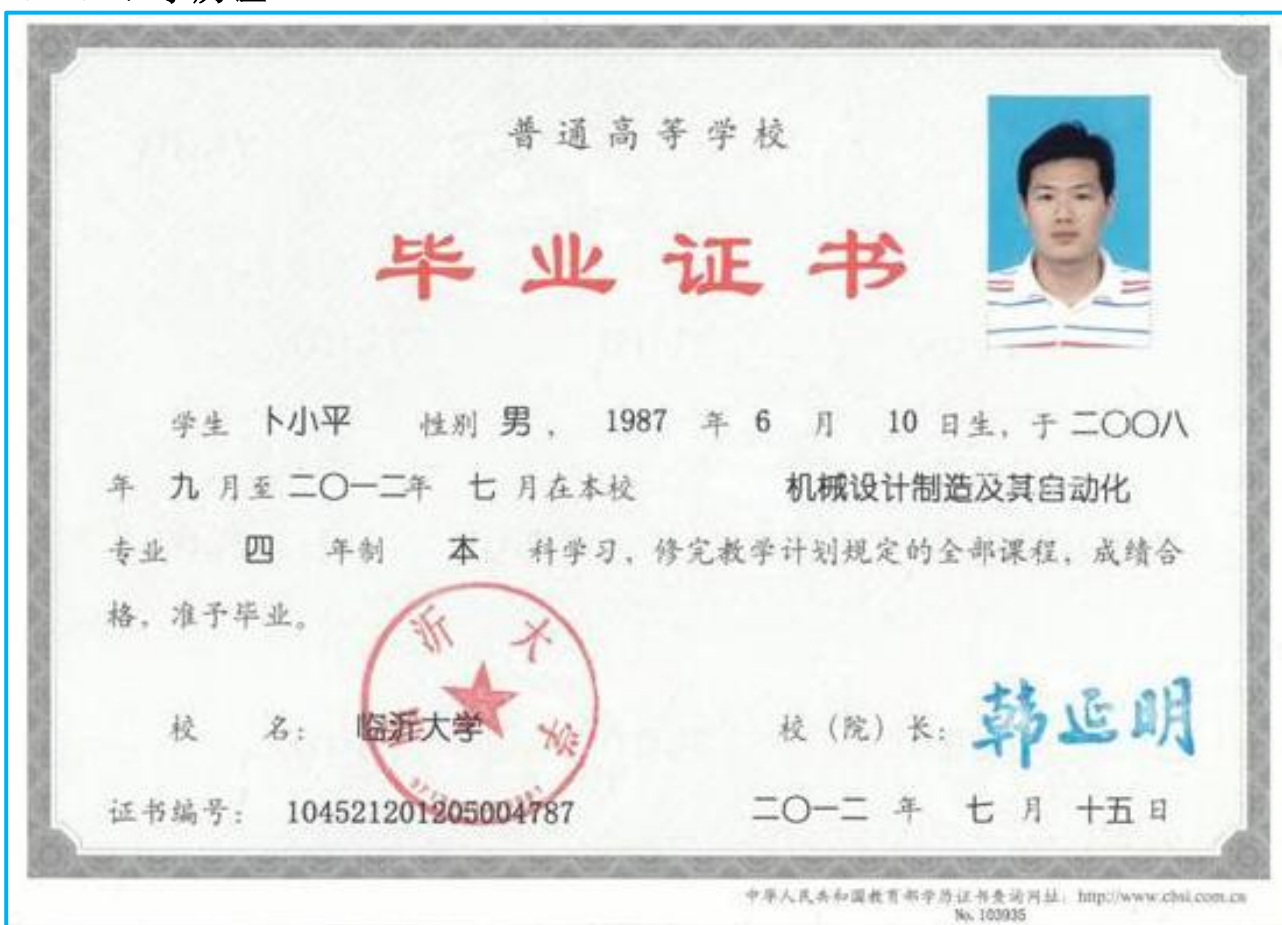 普通高等学校
毕业证书
学生 卜小平 性别 男, 1987 年 6 月 10 日生, 于 二〇〇八
年 九 月至 二〇一二年 七 月在本校 机械设计制造及其自动化
专业 四 年制 本 科学习, 修完教学计划规定的全部课程, 成绩合
格, 准予毕业。
临沂大学
校 名: 临沂大学 校 (院) 长: 韩延明
证书编号: 104521201205004787 二〇一二 年 七 月 十五 日
中华人民共和国教育部学历证书查询网址: http://www.chsi.com.cn
No. 103935